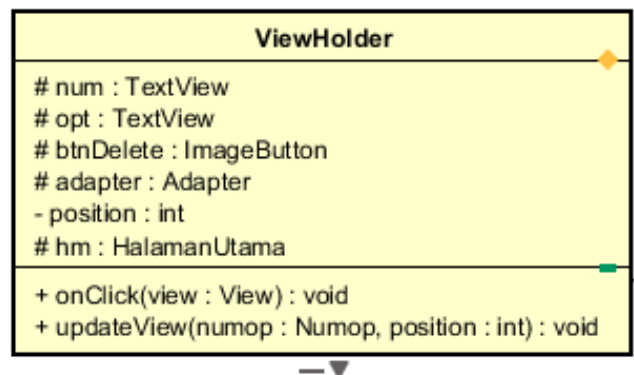 ViewHolder
# num : TextView
# opt : TextView
# btnDelete : ImageButton
# adapter : Adapter
- position : int
# hm : HalamanUtama
+ onClick(view : View) : void
+ updateView(numop : Numop, position : int) : void